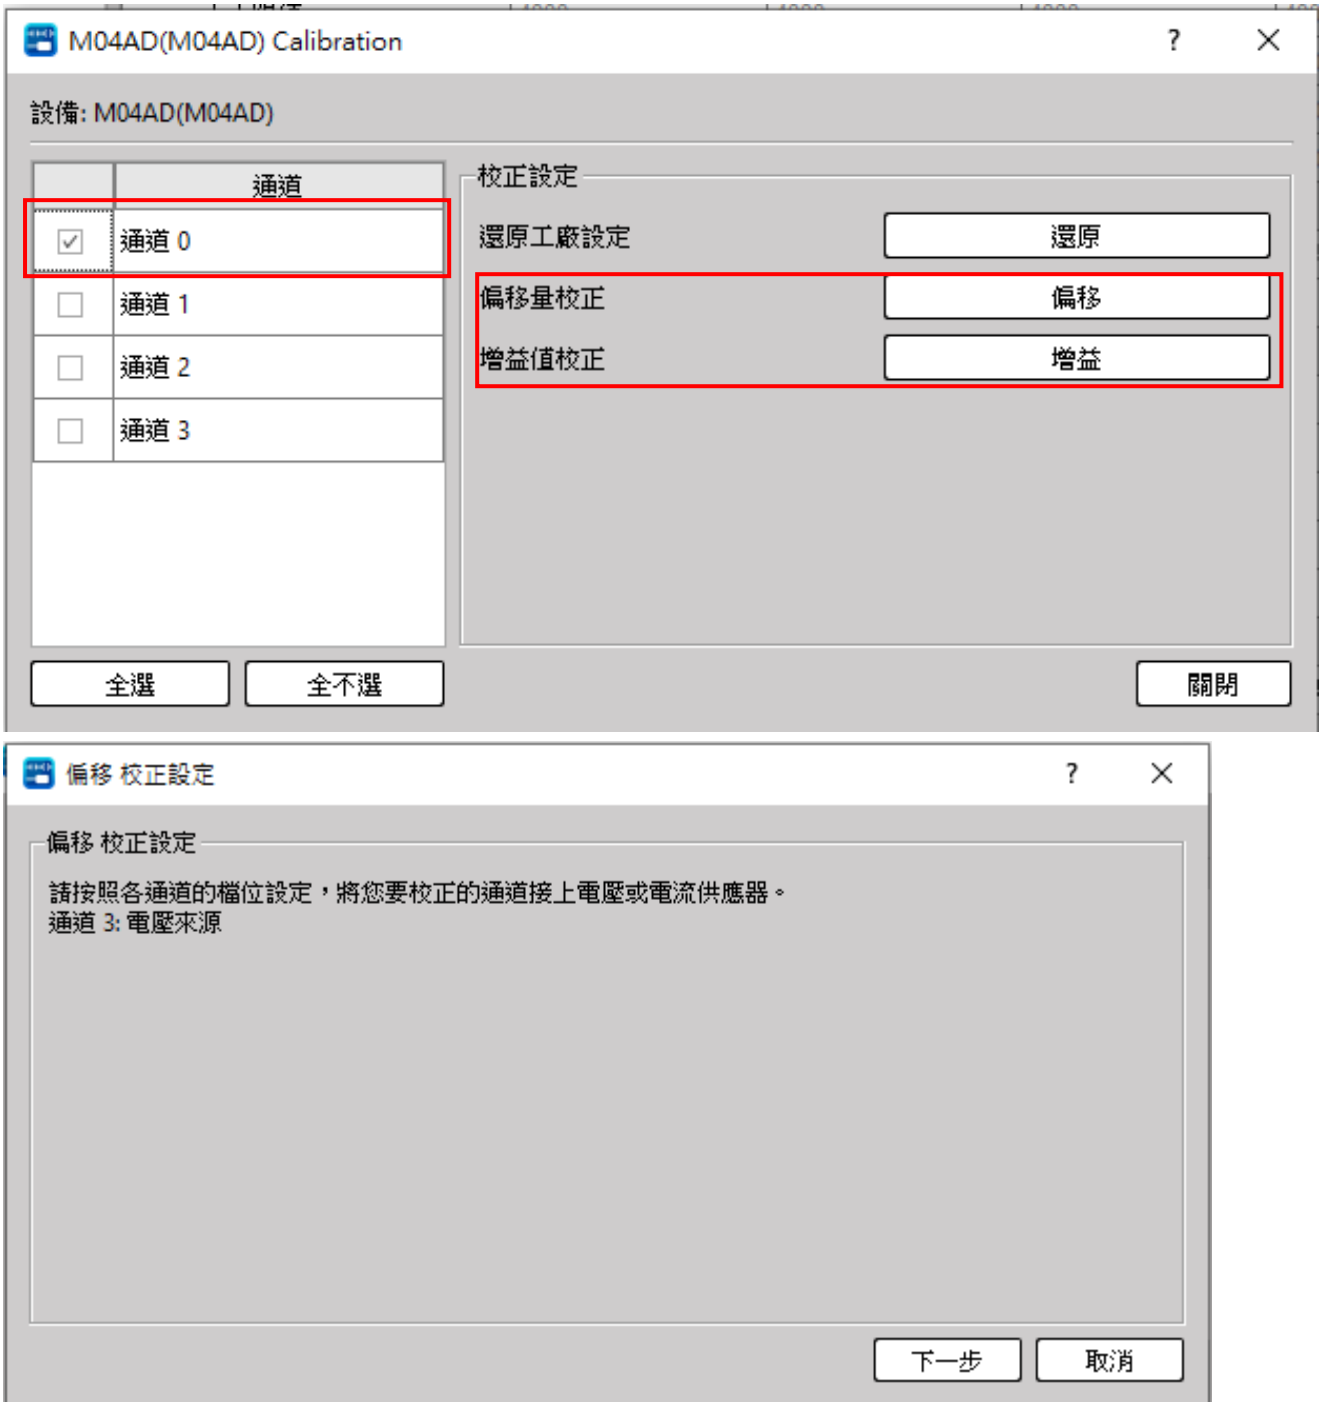 M04AD(M04AD) Calibration
設備: M04AD(M04AD)
通道
通道 0
通道 1
通道 2
通道 3
校正設定
還原工廠設定
還原
偏移量校正
偏移
增益值校正
增益
全選
全不選
關閉
偏移 校正設定
偏移 校正設定
請按照各通道的檔位設定，將您要校正的通道接上電壓或電流供應器。
通道 3: 電壓來源
下一步
取消